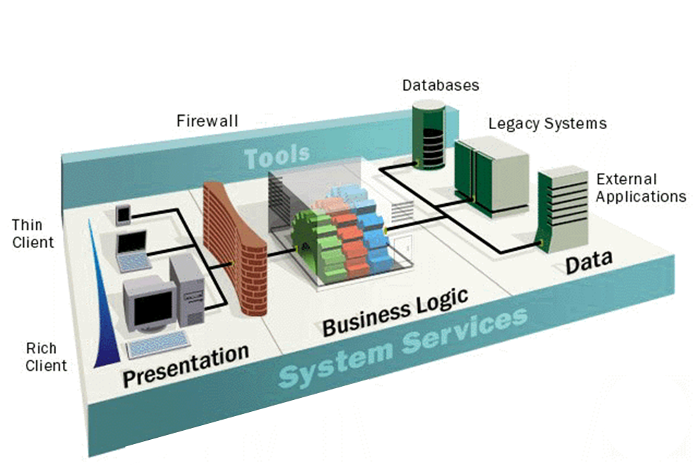 Databases
Firewall
Legacy Systems
Tools
External
Applications
Thin
Client
Data
Business Logic
Rich
Client
Presentation
System Services